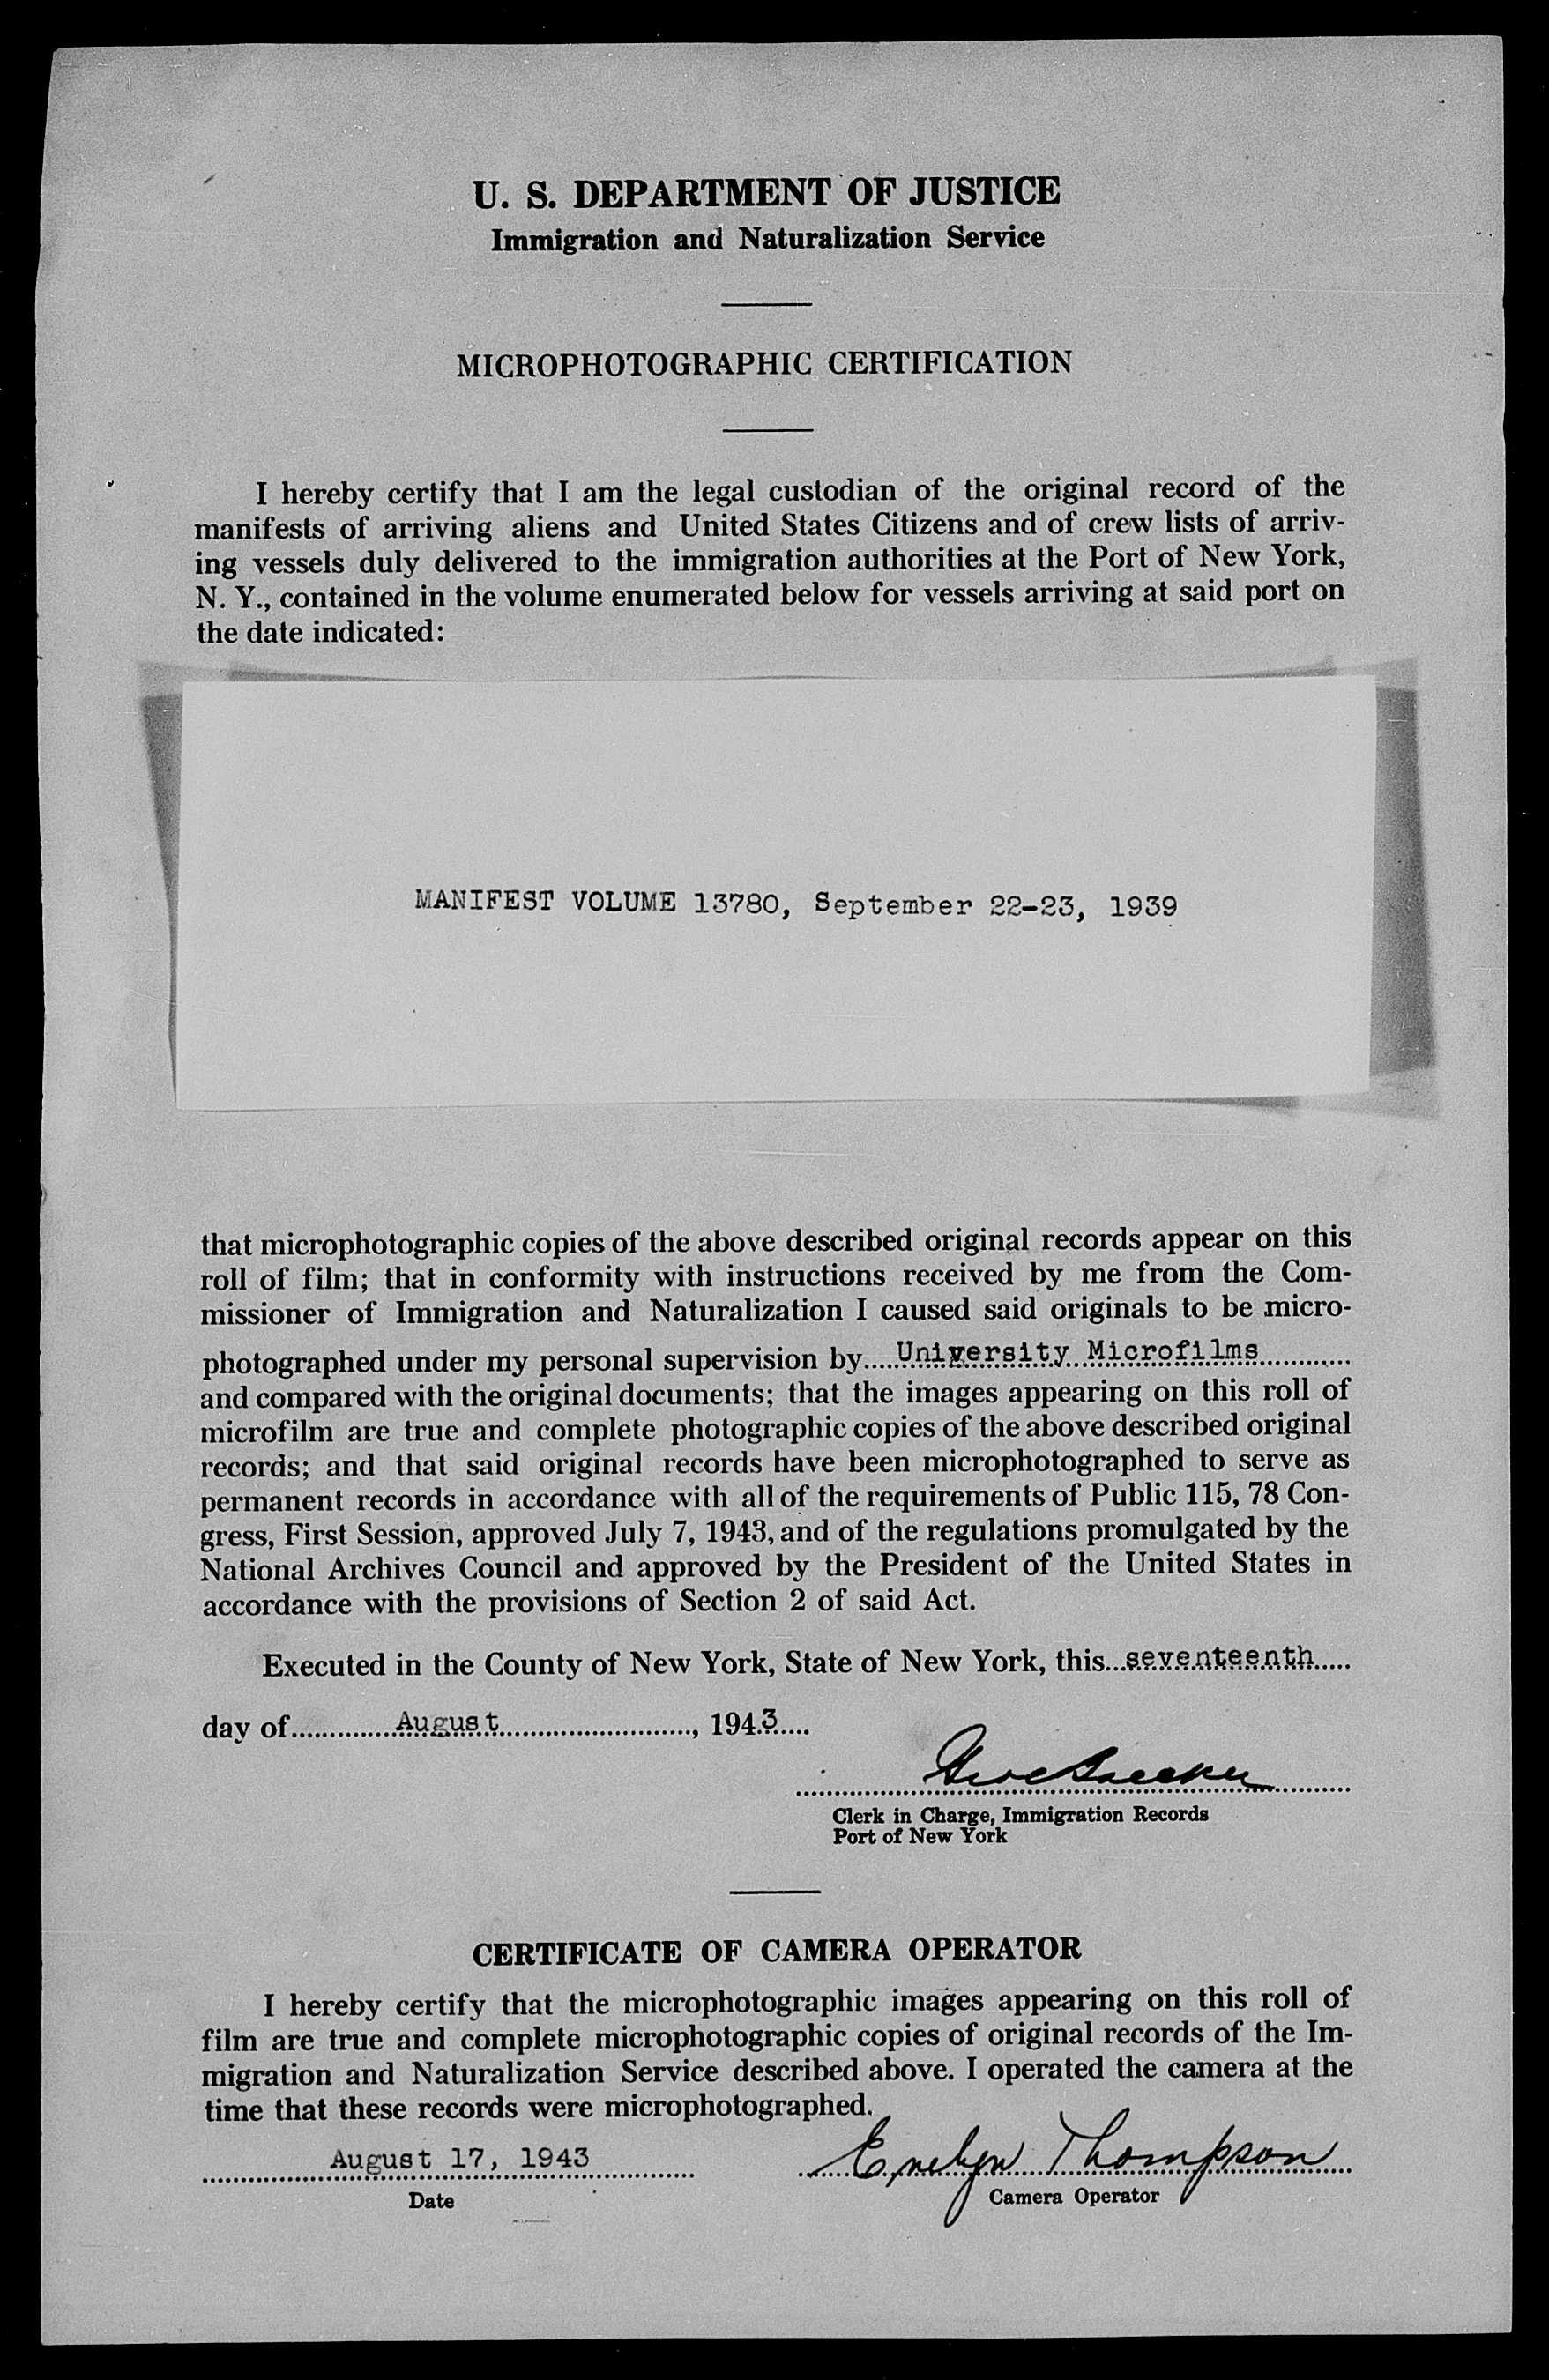 U. S. DEPARTMENT OF JUSTICE
Immigration and Naturalization Service
MICROPHOTOGRAPHIC CERTIFICATION
I hereby certify that I am the legal custodian of the original record of the
manifests of arriving aliens and United States Citizens and of crew lists of arriv-
ing vessels duly delivered to the immigration authorities at the Port of New York,
N. Y., contained in the volume enumerated below for vessels arriving at said port on
the date indicated:
MANIFEST VOLUME 13780, September 22-23, 1939
that microphotographic copies of the above described original records appear on this
roll of film; that in conformity with instructions received by me from the Com-
missioner of Immigration and Naturalization I caused said originals to be micro-
photographed under my personal supervision by.....University Microfilms............
and compared with the original documents; that the images appearing on this roll of
microfilm are true and complete photographic copies of the above described original
records; and that said original records have been microphotographed to serve as
permanent records in accordance with all of the requirements of Public 115, 78 Con-
gress, First Session, approved July 7, 1943, and of the regulations promulgated by the
National Archives Council and approved by the President of the United States in
accordance with the provisions of Section 2 of said Act.
Executed in the County of New York, State of New York, this...seventeenth.....
day of...............August..........................., 1943.....
Clerk in Charge, Immigration Records
Port of New York
CERTIFICATE OF CAMERA OPERATOR
I hereby certify that the microphotographic images appearing on this roll of
film are true and complete microphotographic copies of original records of the Im-
migration and Naturalization Service described above. I operated the camera at the
time that these records were microphotographed.
August 17, 1943 Evelyn Thompson
Date Camera Operator